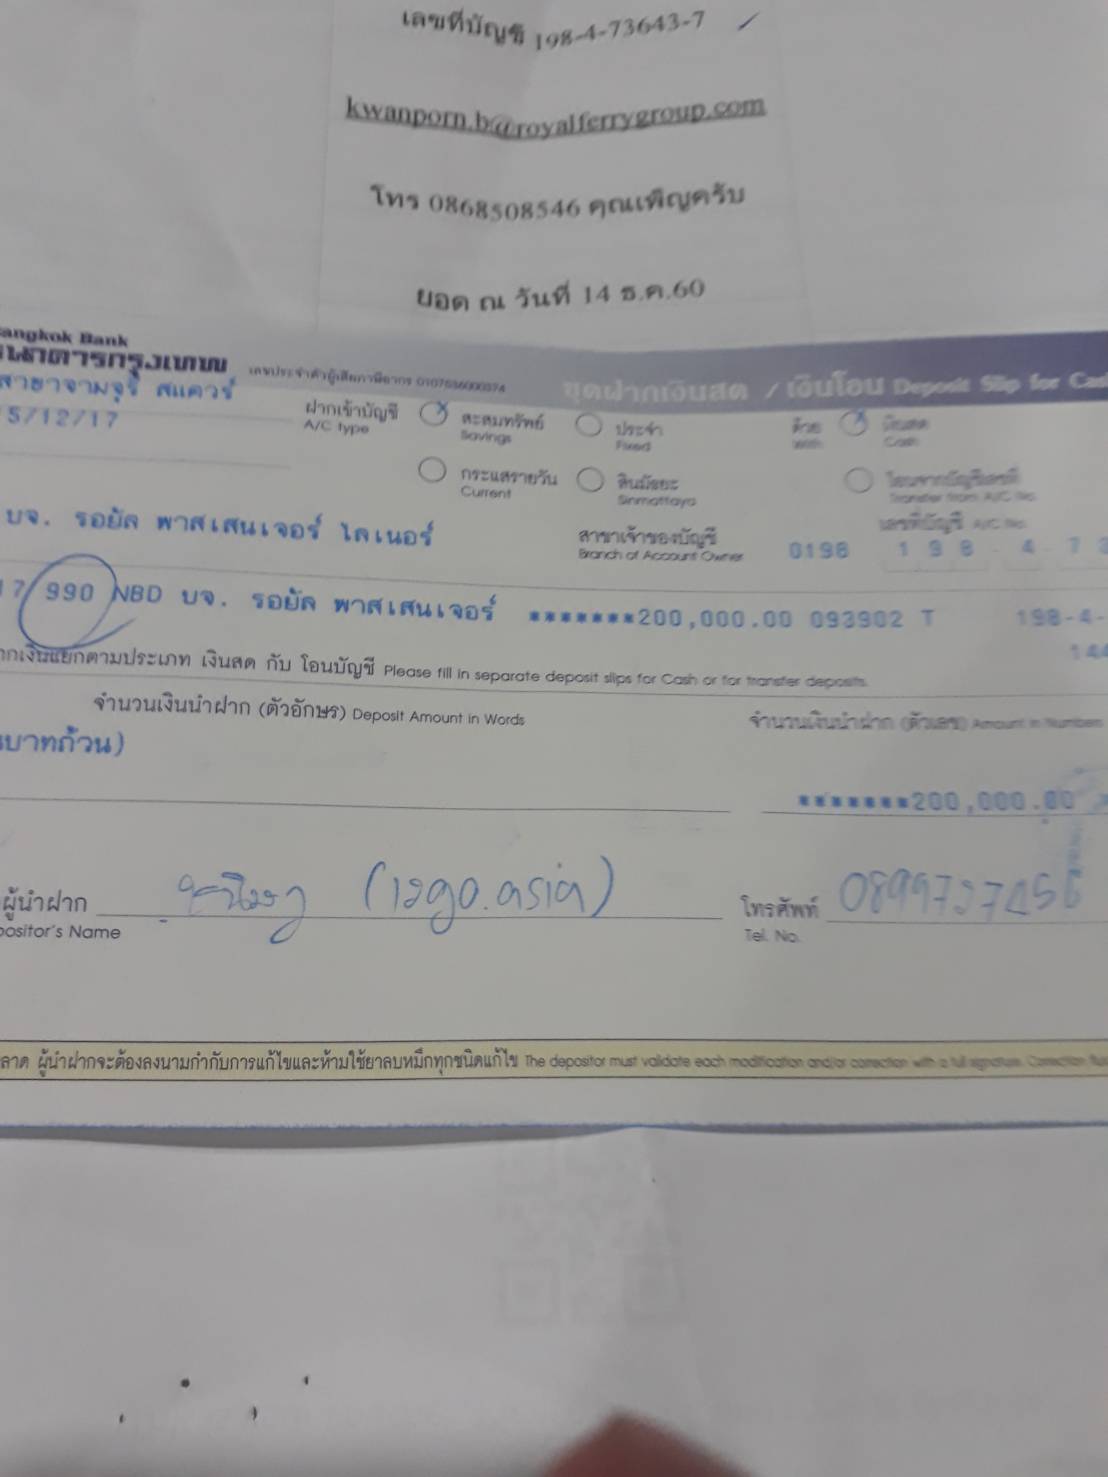 เลขที่บัญชี 198-4-73643-7
kwanporn.b@royalferrygroup.com
โทร 0868508546 คุณเพ็ญครับ
ยอด ณ วันที่ 14 ธ.ค.60
angkok Bank
ธนาคารกรุงเทพ เลขประจำตัวผู้เสียภาษีอากร 0107536000374 ชุดฝากเงินสด / เงินโอน Deposit Slip for Cas
สาขาจามจุรี สแควร์
5/12/17
ฝากเข้าบัญชี สะสมทรัพย์ ประจำ ด้วย เงินสด
A/C type Savings Fixed With Cash
กระแสรายวัน สินมัธยะ โอนจากบัญชีเลขที่
Current Sinmattaya Transfer from A/C No.
บจ. รอยัล พาสเสนเจอร์ ไลเนอร์ สาขาเจ้าของบัญชี เลขที่บัญชี A/C No.
Branch of Account Owner 0198 198-4-73
17 990 NBD บจ. รอยัล พาสเสนเจอร์ *******200,000.00 093902 T 198-4-
144
ากเงินแยกตามประเภท เงินสด กับ โอนบัญชี Please fill in separate deposit slips for Cash or for transfer deposits.
จำนวนเงินนำฝาก (ตัวอักษร) Deposit Amount in Words จำนวนเงินนำฝาก (ตัวเลข) Amount in Numbers
บาทถ้วน)
*******200,000.00
ผู้นำฝาก โทรศัพท์
positor's Name Tel. No.
ลาด ผู้นำฝากจะต้องลงนามกำกับการแก้ไขและห้ามใช้ยาลบหมึกทุกชนิดแก้ไข The depositor must validate each modification and/or correction with a full signature. Correction flu